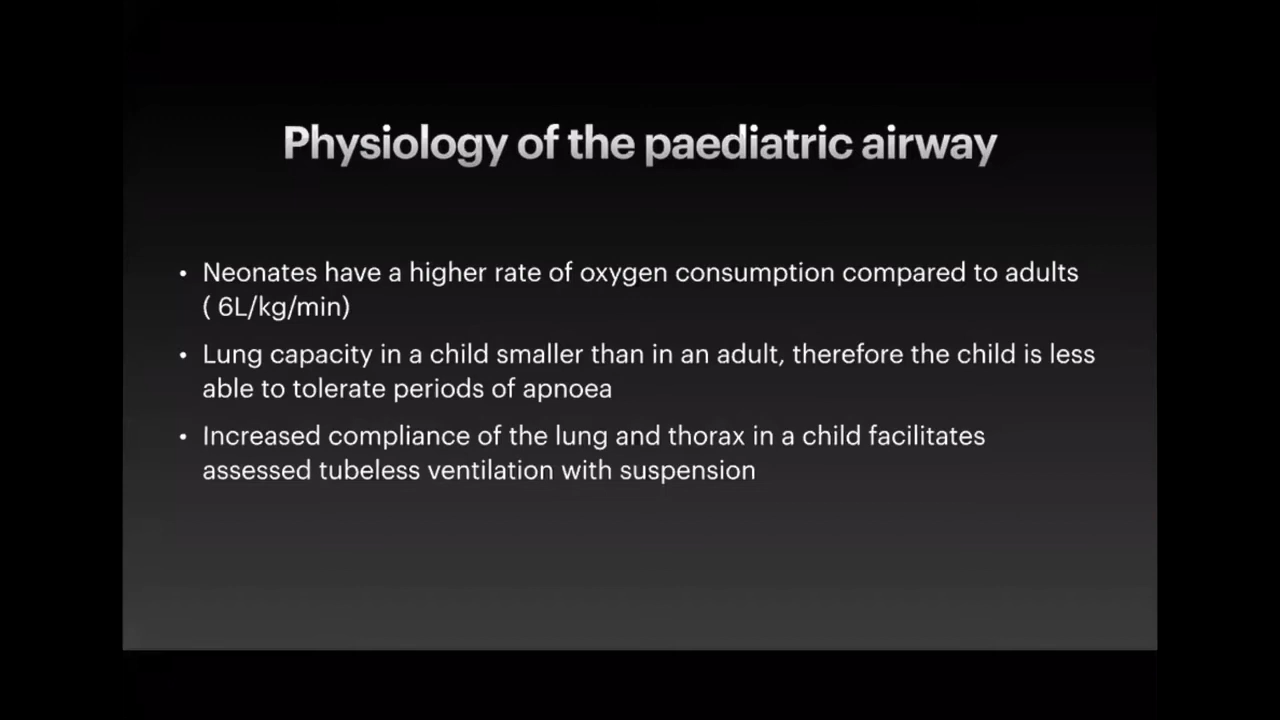 Physiology of the paediatric airway
• Neonates have a higher rate of oxygen consumption compared to adults
( 6L/kg/min)
• Lung capacity in a child smaller than in an adult, therefore the child is less
able to tolerate periods of apnoea
• Increased compliance of the lung and thorax in a child facilitates
assessed tubeless ventilation with suspension